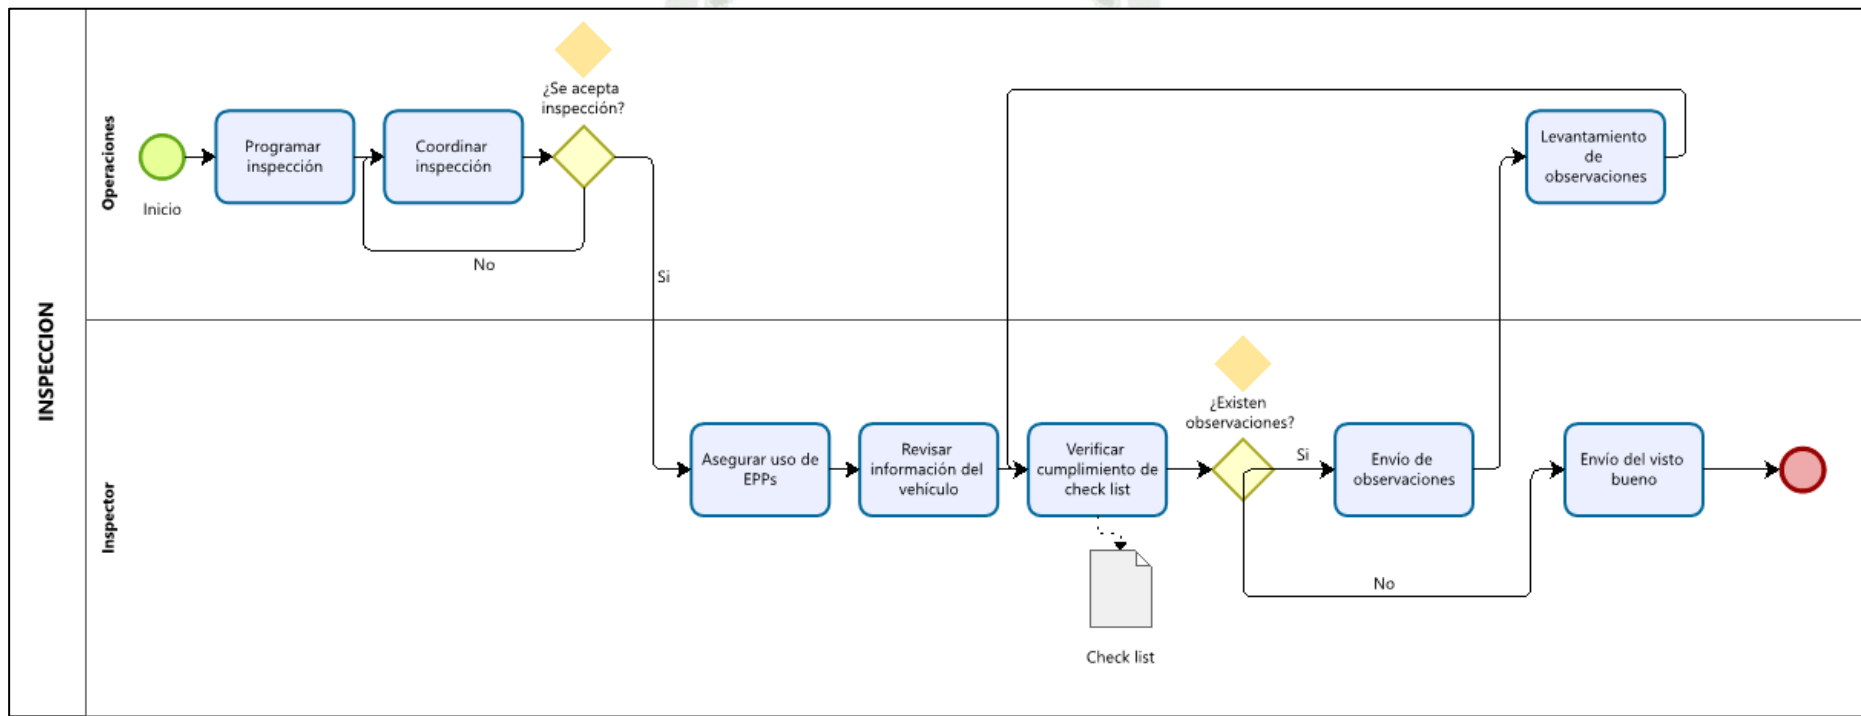 INSPECCION
Operaciones
Inicio
Programar
inspección
Coordinar
inspección
¿Se acepta
inspección?
No
Si
Levantamiento
de
observaciones
Inspector
Asegurar uso de
EPPs
Revisar
información del
vehículo
Verificar
cumplimiento de
check list
Check list
¿Existen
observaciones?
Si
No
Envío de
observaciones
Envío del visto
bueno